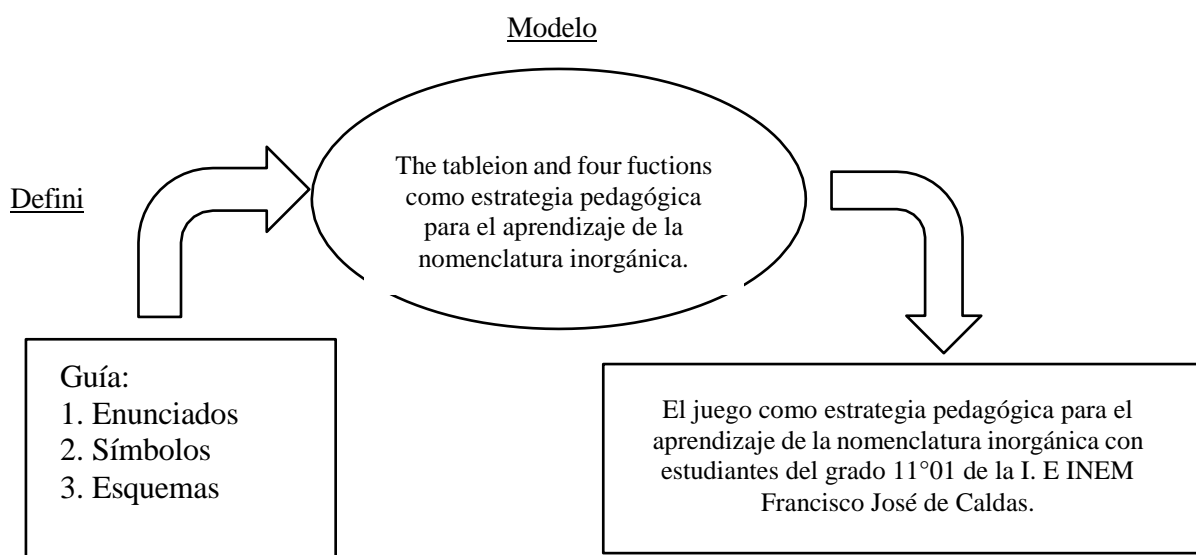 Modelo
The tableion and four fuctions
como estrategia pedagógica
para el aprendizaje de la
nomenclatura inorgánica.
Defini
Guía:
1. Enunciados
2. Símbolos
3. Esquemas
El juego como estrategia pedagógica para el
aprendizaje de la nomenclatura inorgánica con
estudiantes del grado 11°01 de la I. E INEM
Francisco José de Caldas.